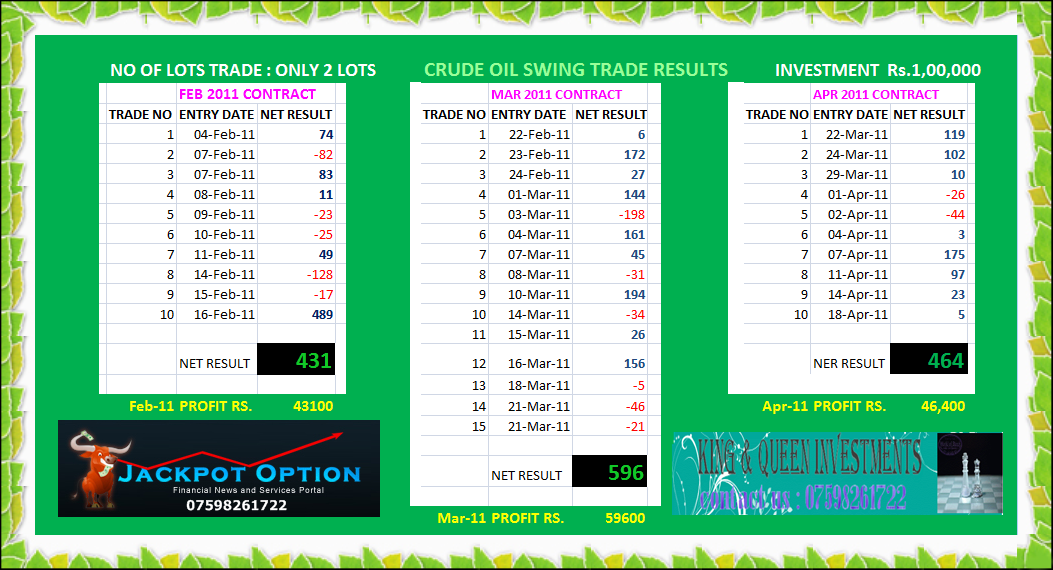 NO OF LOTS TRADE : ONLY 2 LOTS
CRUDE OIL SWING TRADE RESULTS
INVESTMENT Rs.1,00,000
FEB 2011 CONTRACT
TRADE NO ENTRY DATE NET RESULT
1 04-Feb-11 74
2 07-Feb-11 -82
3 07-Feb-11 83
4 08-Feb-11 11
5 09-Feb-11 -23
6 10-Feb-11 -25
7 11-Feb-11 49
8 14-Feb-11 -128
9 15-Feb-11 -17
10 16-Feb-11 489
NET RESULT 431
Feb-11 PROFIT RS. 43100
MAR 2011 CONTRACT
TRADE NO ENTRY DATE NET RESULT
1 22-Feb-11 6
2 23-Feb-11 172
3 24-Feb-11 27
4 01-Mar-11 144
5 03-Mar-11 -198
6 04-Mar-11 161
7 07-Mar-11 45
8 08-Mar-11 -31
9 10-Mar-11 194
10 14-Mar-11 -34
11 15-Mar-11 26
12 16-Mar-11 156
13 18-Mar-11 -5
14 21-Mar-11 -46
15 21-Mar-11 -21
NET RESULT 596
Mar-11 PROFIT RS. 59600
APR 2011 CONTRACT
TRADE NO ENTRY DATE NET RESULT
1 22-Mar-11 119
2 24-Mar-11 102
3 29-Mar-11 10
4 01-Apr-11 -26
5 02-Apr-11 -44
6 04-Apr-11 3
7 07-Apr-11 175
8 11-Apr-11 97
9 14-Apr-11 23
10 18-Apr-11 5
NER RESULT 464
Apr-11 PROFIT RS. 46,400
JACKPOT OPTION
Financial News and Services Portal
07598261722
KING & QUEEN INVESTMENTS
contact us : 07598261722